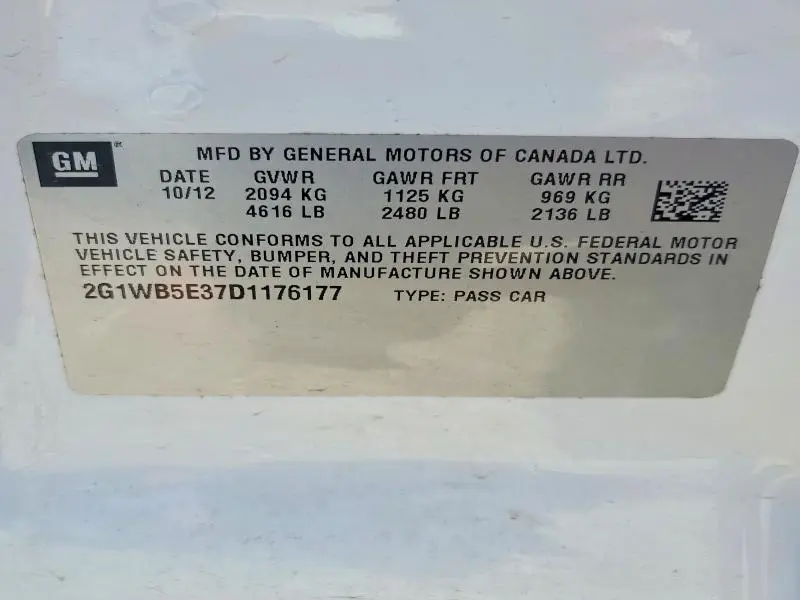 GM ®
MFD BY GENERAL MOTORS OF CANADA LTD.
DATE GVWR GAWR FRT GAWR RR
10/12 2094 KG 1125 KG 969 KG
4616 LB 2480 LB 2136 LB
THIS VEHICLE CONFORMS TO ALL APPLICABLE U.S. FEDERAL MOTOR
VEHICLE SAFETY, BUMPER, AND THEFT PREVENTION STANDARDS IN
EFFECT ON THE DATE OF MANUFACTURE SHOWN ABOVE.
2G1WB5E37D1176177 TYPE: PASS CAR